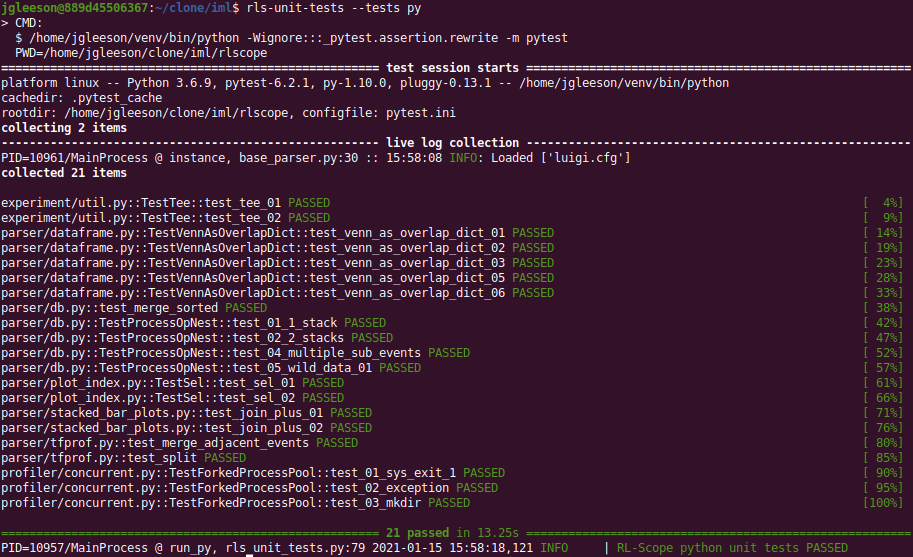 jgleeson@889d45506367:~/clone/iml$ rls-unit-tests --tests py
> CMD:
  $ /home/jgleeson/venv/bin/python -Wignore:::_pytest.assertion.rewrite -m pytest
  PWD=/home/jgleeson/clone/iml/rlscope
====================================================== test session starts =======================================================
platform linux -- Python 3.6.9, pytest-6.2.1, py-1.10.0, pluggy-0.13.1 -- /home/jgleeson/venv/bin/python
cachedir: .pytest_cache
rootdir: /home/jgleeson/clone/iml/rlscope, configfile: pytest.ini
collecting 2 items
------------------------------------------------------ live log collection -------------------------------------------------------
PID=10961/MainProcess @ instance, base_parser.py:30 :: 15:58:08 INFO: Loaded ['luigi.cfg']
collected 21 items
experiment/util.py::TestTee::test_tee_01 PASSED [  4%]
experiment/util.py::TestTee::test_tee_02 PASSED [  9%]
parser/dataframe.py::TestVennAsOverlapDict::test_venn_as_overlap_dict_01 PASSED [ 14%]
parser/dataframe.py::TestVennAsOverlapDict::test_venn_as_overlap_dict_02 PASSED [ 19%]
parser/dataframe.py::TestVennAsOverlapDict::test_venn_as_overlap_dict_03 PASSED [ 23%]
parser/dataframe.py::TestVennAsOverlapDict::test_venn_as_overlap_dict_05 PASSED [ 28%]
parser/dataframe.py::TestVennAsOverlapDict::test_venn_as_overlap_dict_06 PASSED [ 33%]
parser/db.py::test_merge_sorted PASSED [ 38%]
parser/db.py::TestProcessOpNest::test_01_1_stack PASSED [ 42%]
parser/db.py::TestProcessOpNest::test_02_2_stacks PASSED [ 47%]
parser/db.py::TestProcessOpNest::test_04_multiple_sub_events PASSED [ 52%]
parser/db.py::TestProcessOpNest::test_05_wild_data_01 PASSED [ 57%]
parser/plot_index.py::TestSel::test_sel_01 PASSED [ 61%]
parser/plot_index.py::TestSel::test_sel_02 PASSED [ 66%]
parser/stacked_bar_plots.py::test_join_plus_01 PASSED [ 71%]
parser/stacked_bar_plots.py::test_join_plus_02 PASSED [ 76%]
parser/tfprof.py::test_merge_adjacent_events PASSED [ 80%]
parser/tfprof.py::test_split PASSED [ 85%]
profiler/concurrent.py::TestForkedProcessPool::test_01_sys_exit_1 PASSED [ 90%]
profiler/concurrent.py::TestForkedProcessPool::test_02_exception PASSED [ 95%]
profiler/concurrent.py::TestForkedProcessPool::test_03_mkdir PASSED [100%]
====================================================== 21 passed in 13.25s =======================================================
PID=10957/MainProcess @ run_py, rls_unit_tests.py:79 2021-01-15 15:58:18,121 INFO     | RL-Scope python unit tests PASSED